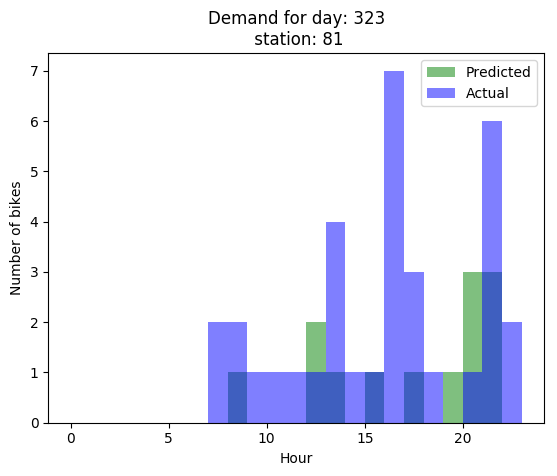 Demand for day: 323
station: 81
Predicted
Actual
Number of bikes
7
6
5
4
3
2
1
0
0 5 10 15 20
Hour